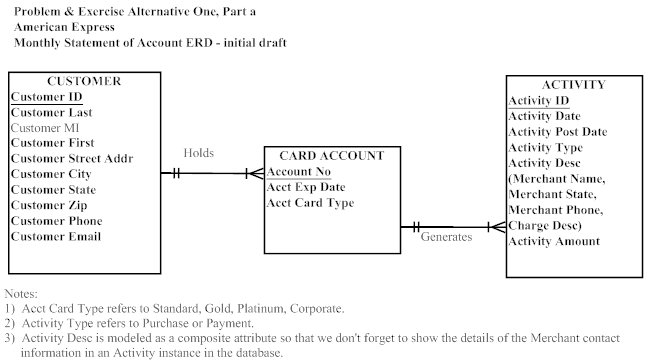 Problem & Exercise Alternative One, Part a
American Express
Monthly Statement of Account ERD - initial draft
CUSTOMER
Customer ID
Customer Last
Customer MI
Customer First
Customer Street Addr
Customer City
Customer State
Customer Zip
Customer Phone
Customer Email
Holds
CARD ACCOUNT
Account No
Acct Exp Date
Acct Card Type
Generates
ACTIVITY
Activity ID
Activity Date
Activity Post Date
Activity Type
Activity Desc
(Merchant Name,
Merchant State,
Merchant Phone,
Charge Desc)
Activity Amount
Notes:
1) Acct Card Type refers to Standard, Gold, Platinum, Corporate.
2) Activity Type refers to Purchase or Payment.
3) Activity Desc is modeled as a composite attribute so that we don't forget to show the details of the Merchant contact
information in an Activity instance in the database.